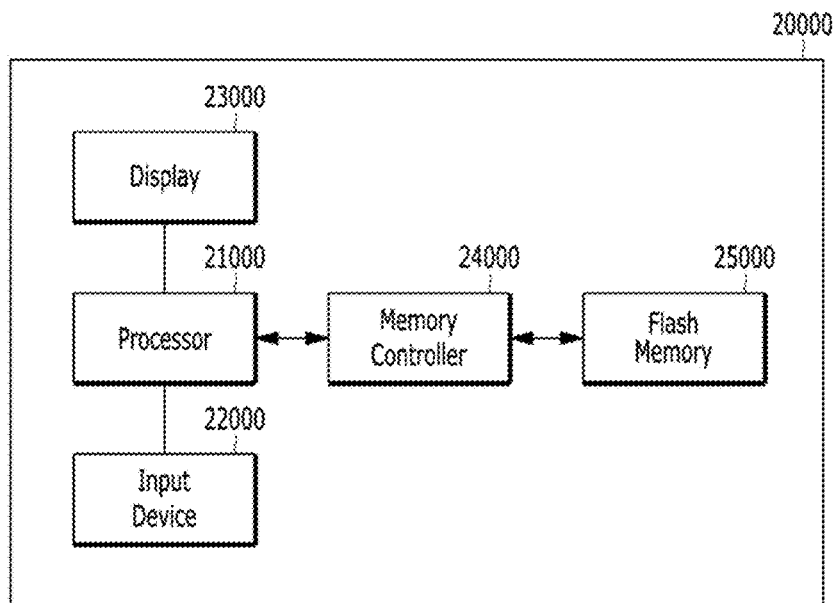 20000
23000
Display
21000
24000
25000
Processor
Memory
Controller
Flash
Memory
22000
Input
Device